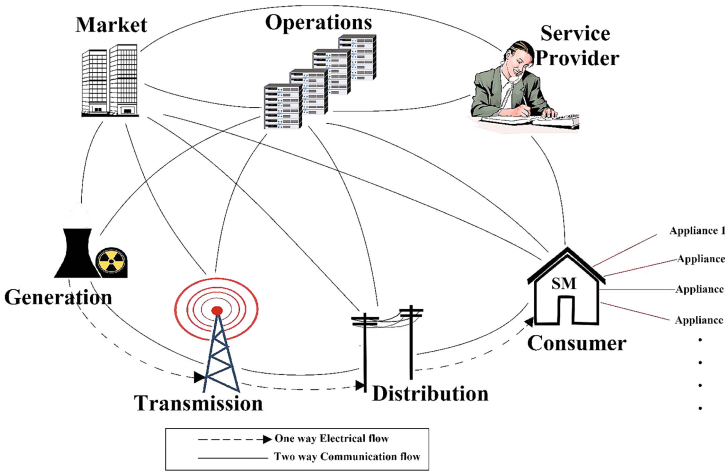 Market
Operations
Service
Provider
Appliance 1
Appliance
Appliance
Appliance
SM
Generation
Consumer
Transmission
Distribution
One way Electrical flow
Two way Communication flow